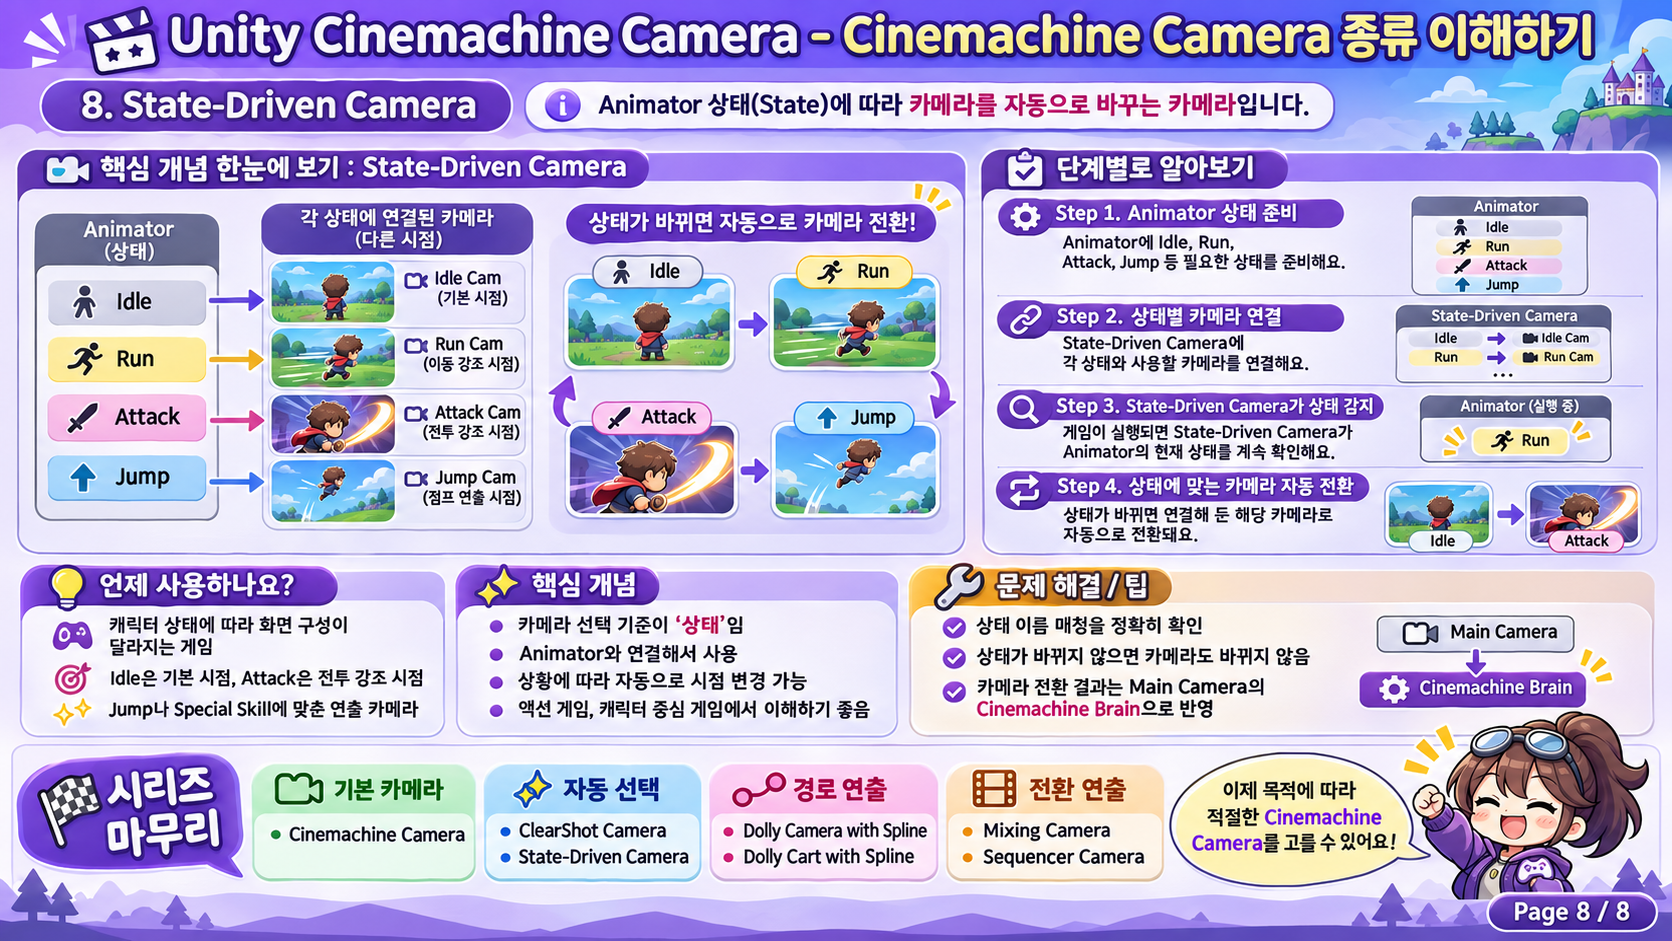 Unity Cinemachine Camera - Cinemachine Camera 종류 이해하기
8. State-Driven Camera
Animator 상태(State)에 따라 카메라를 자동으로 바꾸는 카메라입니다.
핵심 개념 한눈에 보기 : State-Driven Camera
Animator
(상태)
Idle
Run
Attack
Jump
각 상태에 연결된 카메라
(다른 시점)
Idle Cam
(기본 시점)
Run Cam
(이동 강조 시점)
Attack Cam
(전투 강조 시점)
Jump Cam
(점프 연출 시점)
상태가 바뀌면 자동으로 카메라 전환!
Idle
Run
Attack
Jump
단계별로 알아보기
Step 1. Animator 상태 준비
Animator에 Idle, Run,
Attack, Jump 등 필요한 상태를 준비해요.
Animator
Idle
Run
Attack
Jump
Step 2. 상태별 카메라 연결
State-Driven Camera에
각 상태와 사용할 카메라를 연결해요.
State-Driven Camera
Idle Idle Cam
Run Run Cam
...
Step 3. State-Driven Camera가 상태 감지
게임이 실행되면 State-Driven Camera가
Animator의 현재 상태를 계속 확인해요.
Animator (실행 중)
Run
Step 4. 상태에 맞는 카메라 자동 전환
상태가 바뀌면 연결해 둔 해당 카메라로
자동으로 전환돼요.
Idle
Attack
언제 사용하나요?
캐릭터 상태에 따라 화면 구성이
달라지는 게임
Idle은 기본 시점, Attack은 전투 강조 시점
Jump나 Special Skill에 맞춘 연출 카메라
핵심 개념
카메라 선택 기준이 ‘상태’임
Animator와 연결해서 사용
상황에 따라 자동으로 시점 변경 가능
액션 게임, 캐릭터 중심 게임에서 이해하기 좋음
문제 해결 / 팁
상태 이름 매칭을 정확히 확인
상태가 바뀌지 않으면 카메라도 바뀌지 않음
카메라 전환 결과는 Main Camera의
Cinemachine Brain으로 반영
Main Camera
Cinemachine Brain
시리즈
마무리
기본 카메라
• Cinemachine Camera
자동 선택
• ClearShot Camera
• State-Driven Camera
경로 연출
• Dolly Camera with Spline
• Dolly Cart with Spline
전환 연출
• Mixing Camera
• Sequencer Camera
이제 목적에 따라
적절한 Cinemachine
Camera를 고를 수 있어요!
Page 8 / 8